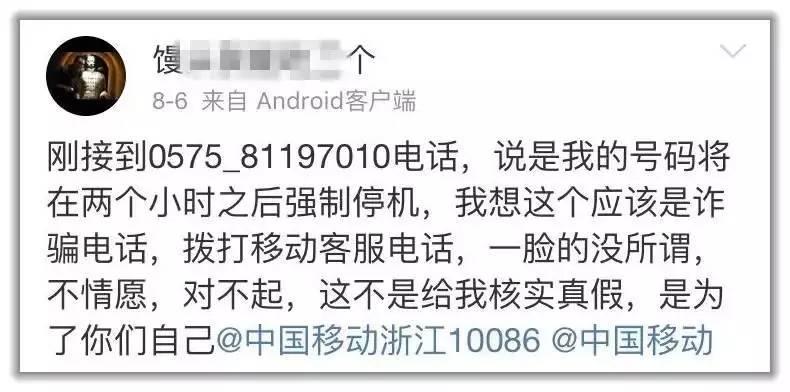 馒 个
8-6 来自 Android客户端
刚接到0575_81197010电话，说是我的号码将
在两个小时之后强制停机，我想这个应该是诈
骗电话，拨打移动客服电话，一脸的没所谓，
不情愿，对不起，这不是给我核实真假，是为
了你们自己@中国移动浙江10086 @中国移动